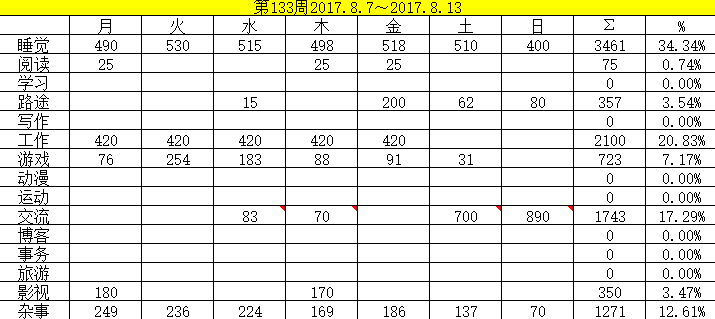 第133周2017.8.7～2017.8.13
月 火 水 木 金 土 日 Σ %
睡觉 490 530 515 498 518 510 400 3461 34.34%
阅读 25 25 25 75 0.74%
学习 0 0.00%
路途 15 200 62 80 357 3.54%
写作 0 0.00%
工作 420 420 420 420 420 2100 20.83%
游戏 76 254 183 88 91 31 723 7.17%
动漫 0 0.00%
运动 0 0.00%
交流 83 70 700 890 1743 17.29%
博客 0 0.00%
事务 0 0.00%
旅游 0 0.00%
影视 180 170 350 3.47%
杂事 249 236 224 169 186 137 70 1271 12.61%